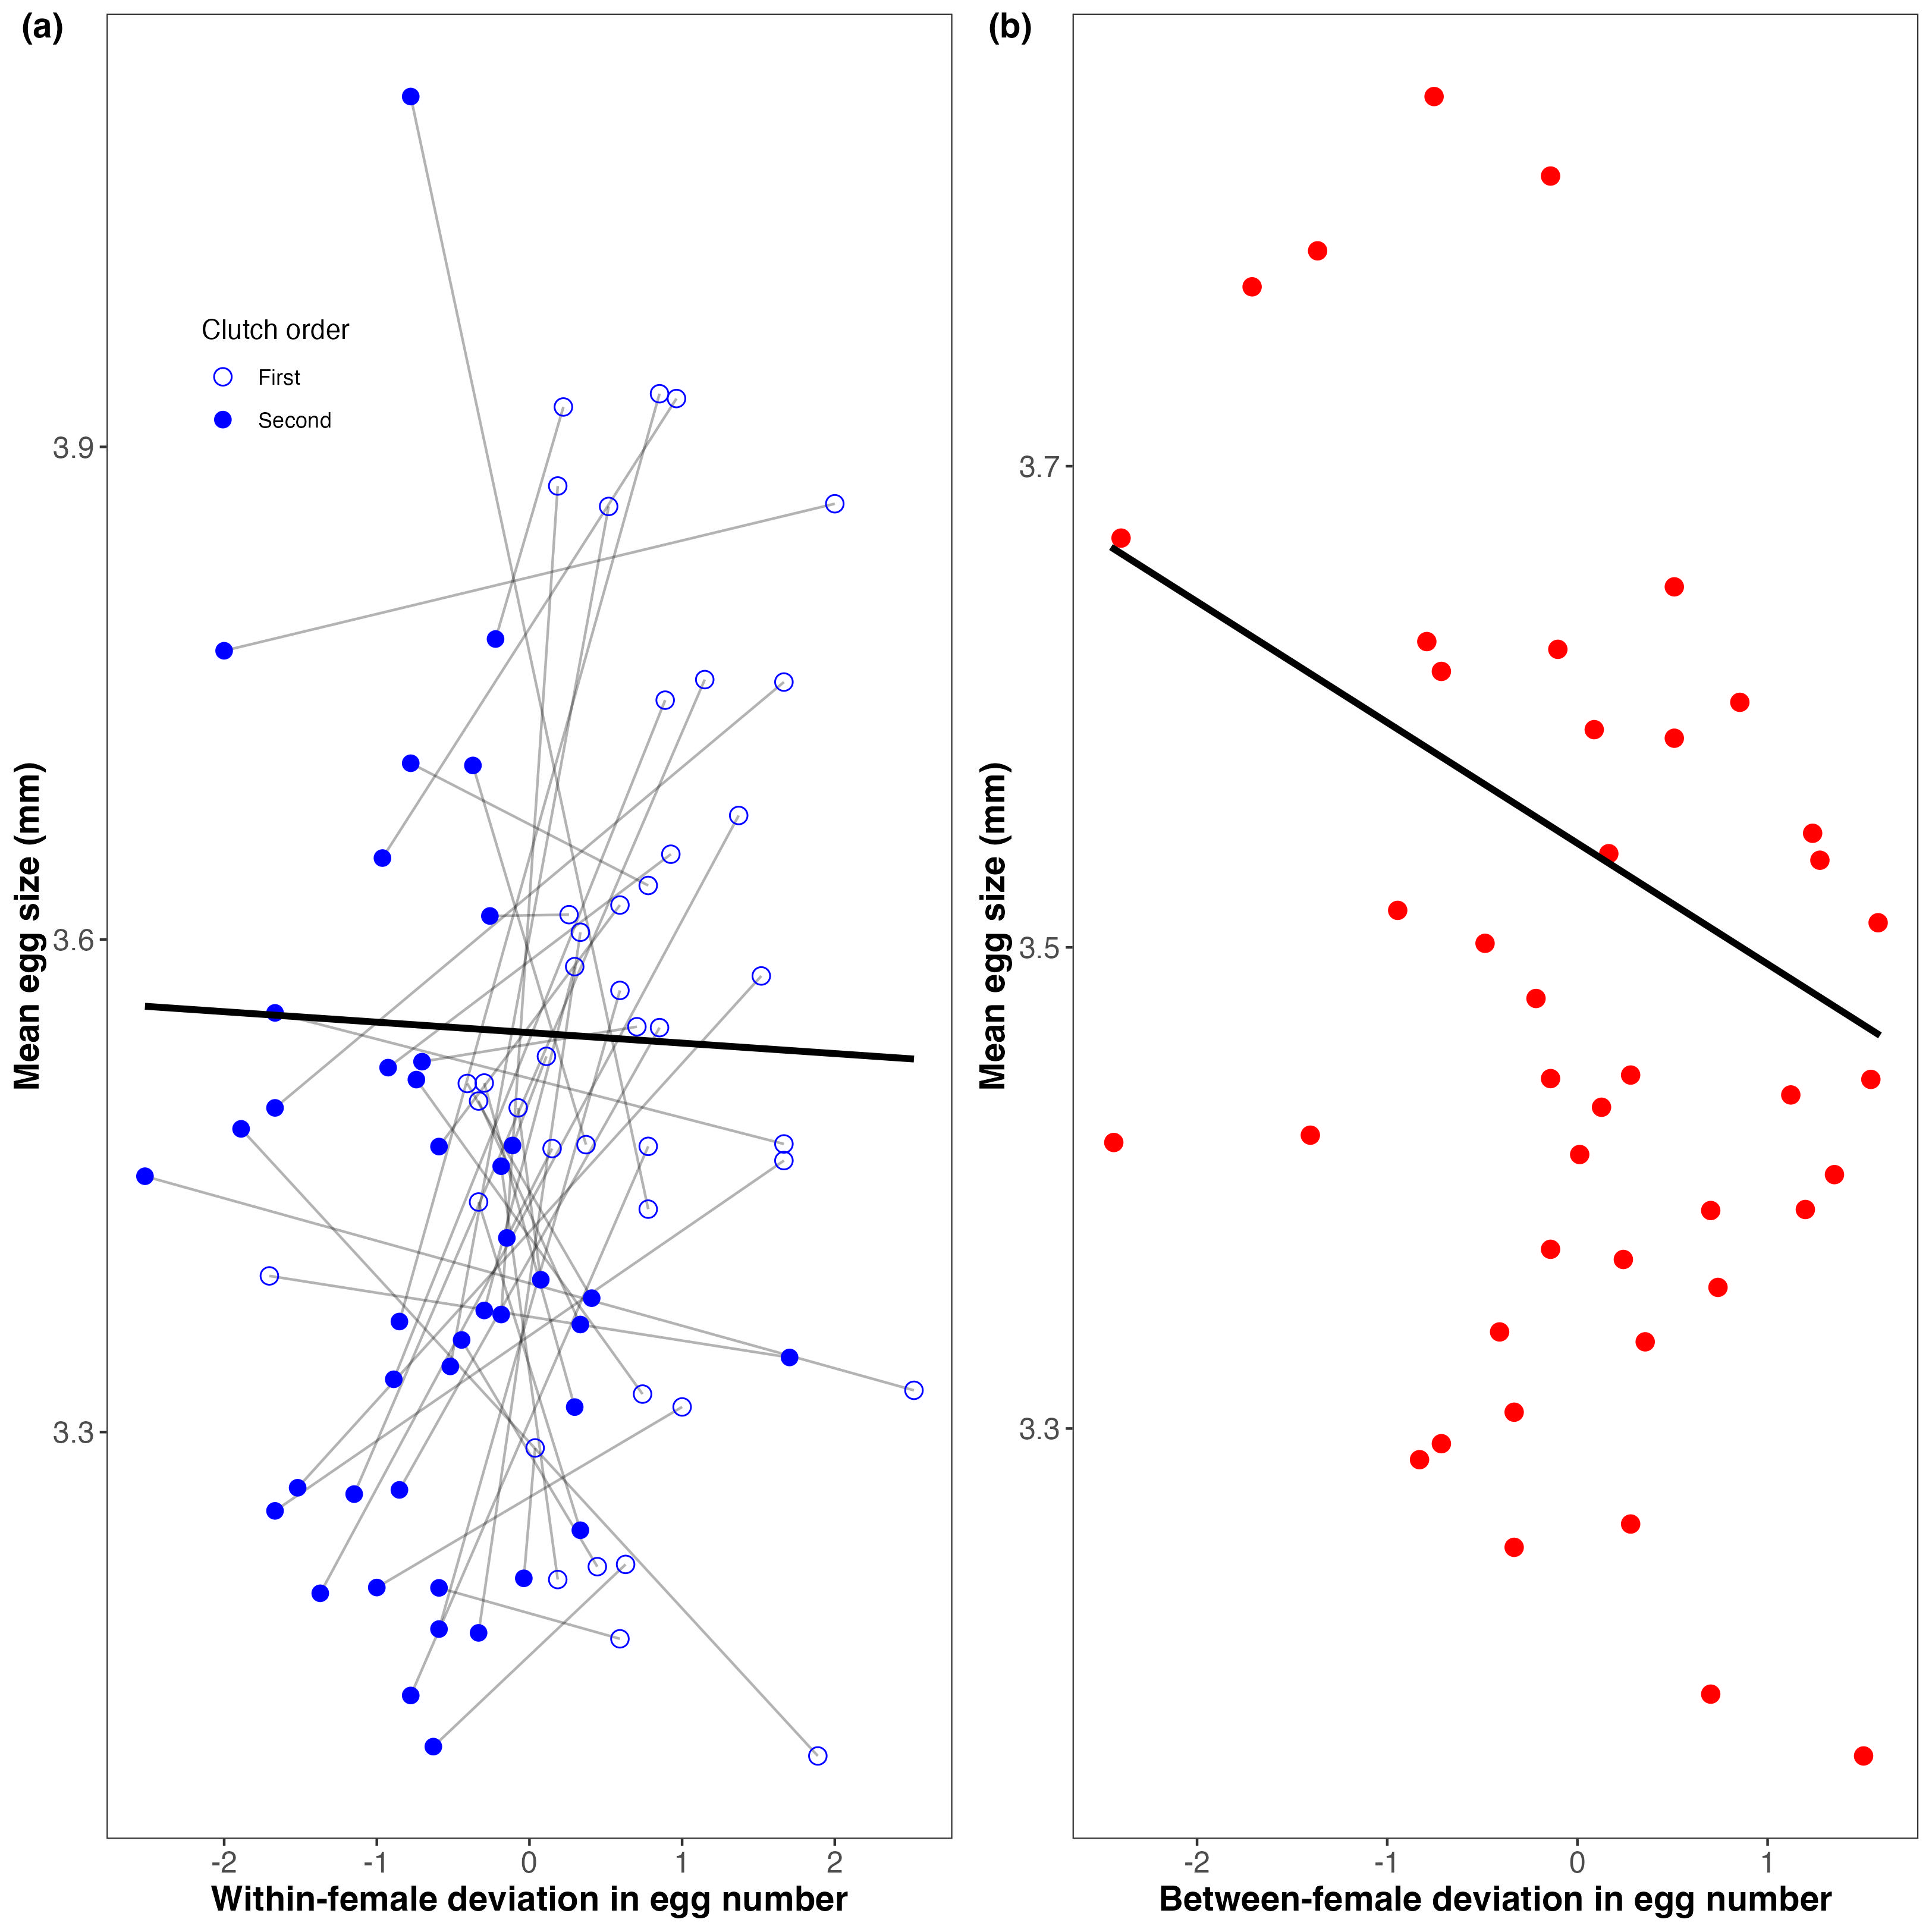 (a)
Clutch order
First
Second
3.9
3.6
3.3
Mean egg size (mm)
-2 -1 0 1 2
Within-female deviation in egg number
(b)
3.7
3.5
3.3
Mean egg size (mm)
-2 -1 0 1
Between-female deviation in egg number